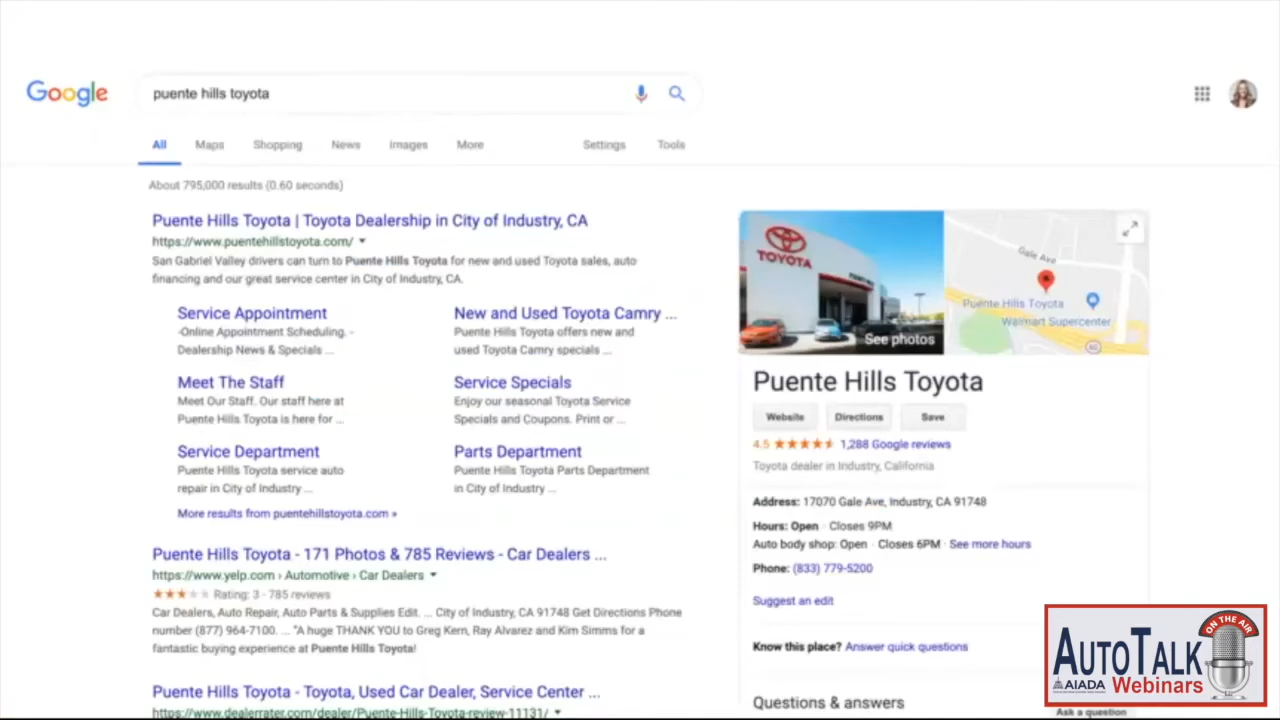 Google
puente hills toyota
All Maps Shopping News Images More Settings Tools
About 795,000 results (0.60 seconds)
Puente Hills Toyota | Toyota Dealership in City of Industry, CA
https://www.puentehillstoyota.com/
San Gabriel Valley drivers can turn to Puente Hills Toyota for new and used Toyota sales, auto
financing and our great service center in City of Industry, CA.
Service Appointment
-Online Appointment Scheduling. -
Dealership News & Specials ...
New and Used Toyota Camry ...
Puente Hills Toyota offers new and
used Toyota Camry specials ...
Meet The Staff
Meet Our Staff. Our staff here at
Puente Hills Toyota is here for ...
Service Specials
Enjoy our seasonal Toyota Service
Specials and Coupons. Print or ...
Service Department
Puente Hills Toyota service auto
repair in City of Industry ...
Parts Department
Puente Hills Toyota Parts Department
in City of Industry ...
More results from puentehillstoyota.com »
Puente Hills Toyota - 171 Photos & 785 Reviews - Car Dealers ...
https://www.yelp.com › Automotive › Car Dealers
Rating: 3 - 785 reviews
Car Dealers, Auto Repair, Auto Parts & Supplies Edit. ... City of Industry, CA 91748 Get Directions Phone
number (877) 964-7100. ... "A huge THANK YOU to Greg Kern, Ray Alvarez and Kim Simms for a
fantastic buying experience at Puente Hills Toyota!
Puente Hills Toyota - Toyota, Used Car Dealer, Service Center ...
https://www.dealerrater.com/dealer/Puente-Hills-Toyota-review-11131/
TOYOTA
See photos
Gale Ave
Puente Hills Toyota
Walmart Supercenter
60
Puente Hills Toyota
Website Directions Save
4.5 1,288 Google reviews
Toyota dealer in Industry, California
Address: 17070 Gale Ave, Industry, CA 91748
Hours: Open · Closes 9PM
Auto body shop: Open · Closes 6PM · See more hours
Phone: (833) 779-5200
Suggest an edit
Know this place? Answer quick questions
Questions & answers
Ask a question
ON THE AIR
AUTOTALK
AIADA Webinars